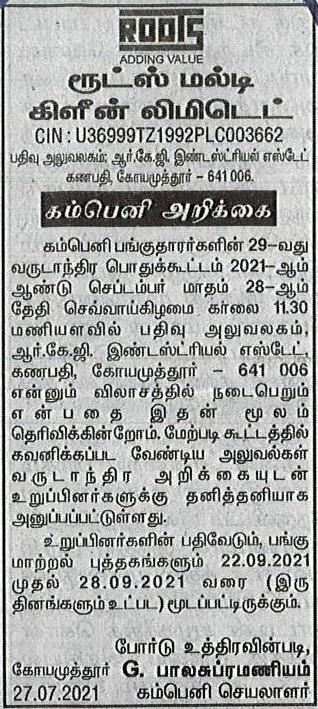 ROOTS
ADDING VALUE
ரூட்ஸ் மல்டி
கிளீன் லிமிடெட்
CIN : U36999TZ1992PLC003662
பதிவு அலுவலகம்; ஆர்.கே.ஜி. இண்டஸ்ட்ரியல் எஸ்டேட்
கணபதி, கோயமுத்தூர் – 641 006.
கம்பெனி அறிக்கை
கம்பெனி பங்குதாரர்களின் 29–வது
வருடாந்திர பொதுக்கூட்டம் 2021–ஆம்
ஆண்டு செப்டம்பர் மாதம் 28–ஆம்
தேதி செவ்வாய்கிழமை கர்லை 11.30
மணியளவில் பதிவு அலுவலகம்,
ஆர்.கே.ஜி. இண்டஸ்ட்ரியல் எஸ்டேட்,
கணபதி, கோயமுத்தூர் – 641 006
என்னும் விலாசத்தில் நடைபெறும்
என்பதை இதன் மூலம்
தெரிவிக்கின்றோம். மேற்படி கூட்டத்தில்
கவனிக்கப்பட வேண்டிய அலுவல்கள்
வருடாந்திர அறிக்கையுடன்
உறுப்பினர்களுக்கு தனித்தனியாக
அனுப்பப்பட்டுள்ளது.
உறுப்பினர்களின் பதிவேடும், பங்கு
மாற்றல் புத்தகங்களும் 22.09.2021
முதல் 28.09.2021 வரை (இரு
தினங்களும் உட்பட) மூடப்பட்டிருக்கும்.
போர்டு உத்திரவின்படி,
கோயமுத்தூர் G. பாலசுப்ரமணியம்
27.07.2021 கம்பெனி செயலாளர்